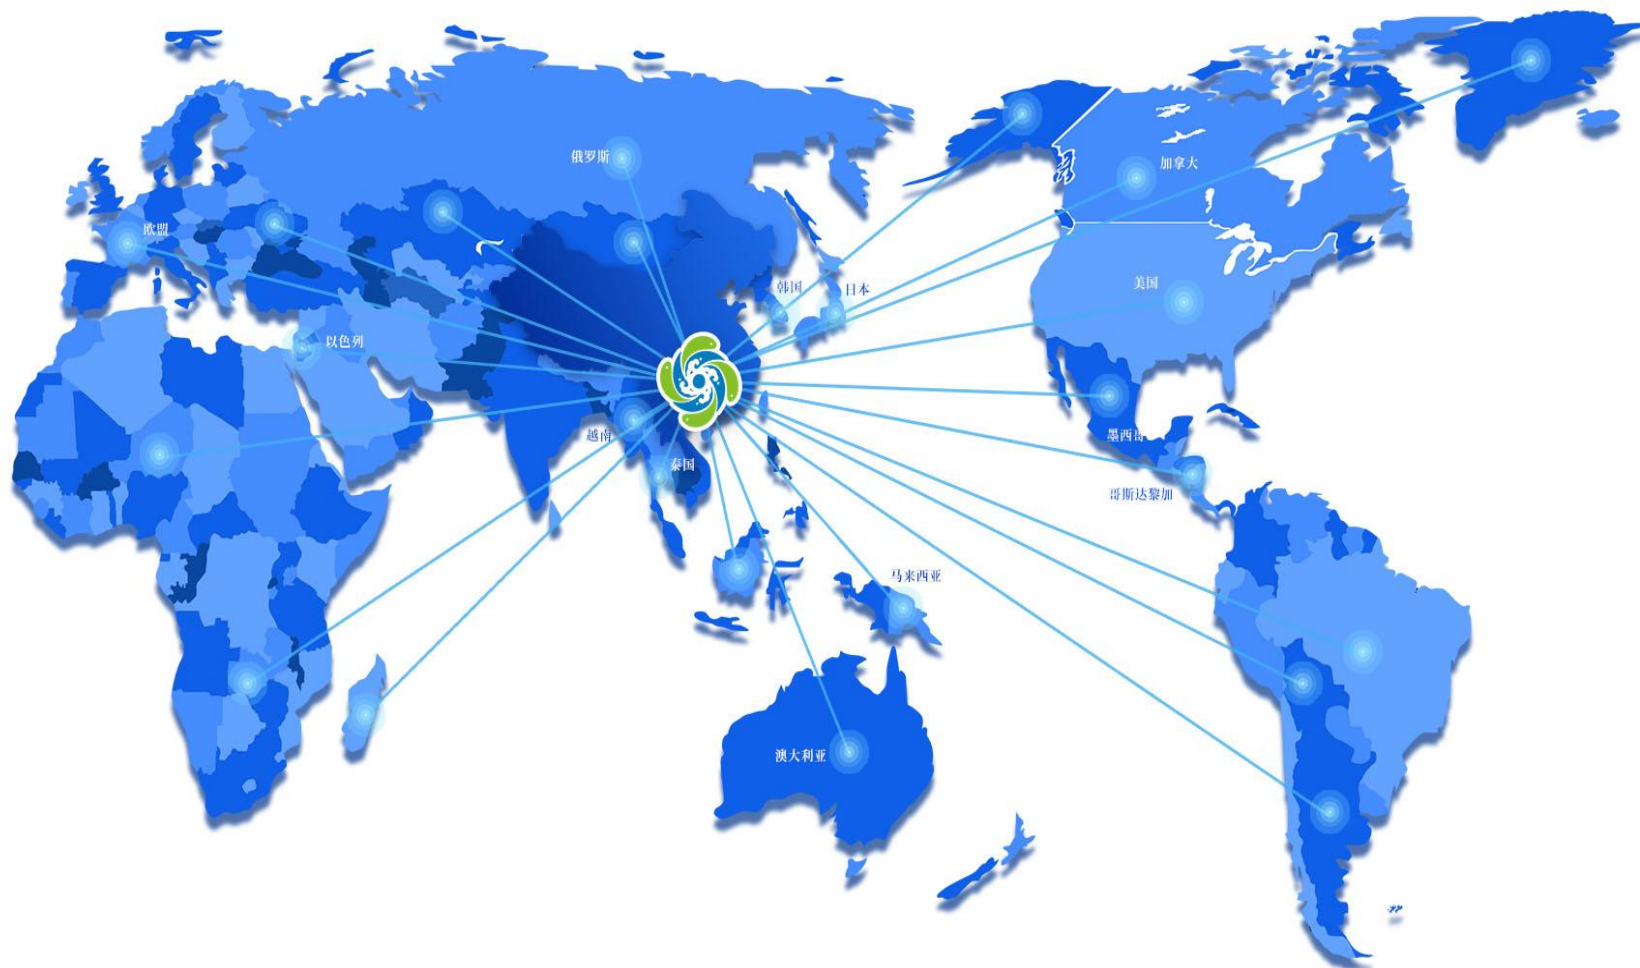 俄罗斯
加拿大
欧盟
美国
韩国
日本
以色列
越南
墨西哥
泰国
哥斯达黎加
马来西亚
澳大利亚